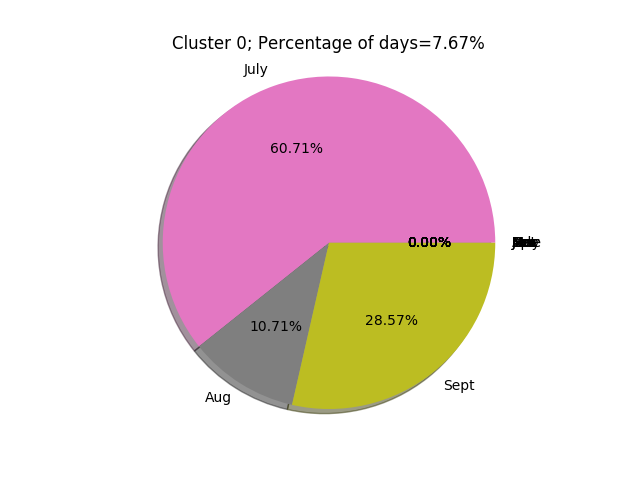 Cluster 0; Percentage of days=7.67%
July
60.71%
0.00%
10.71%
28.57%
Aug
Sept